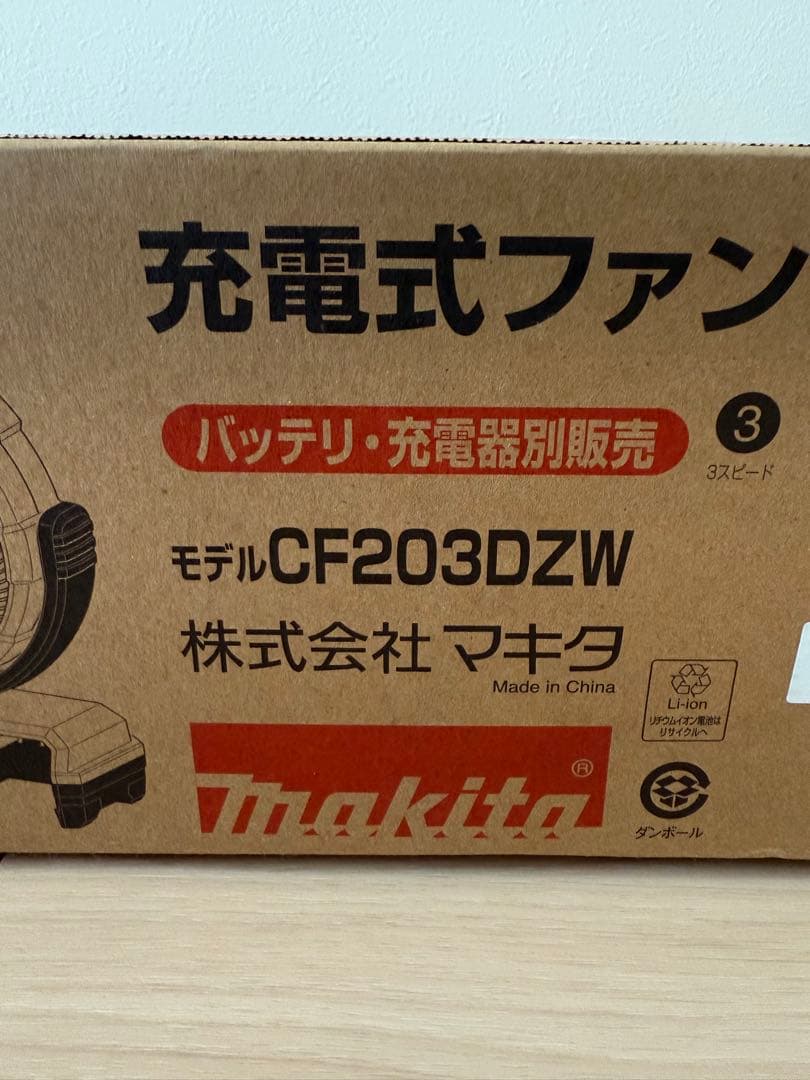 充電式ファン
バッテリ・充電器別販売
3
3スピード
モデルCF203DZW
株式会社マキタ
Made in China
Li-ion
リチウムイオン電池は
リサイクルへ
makita®
ダンボール